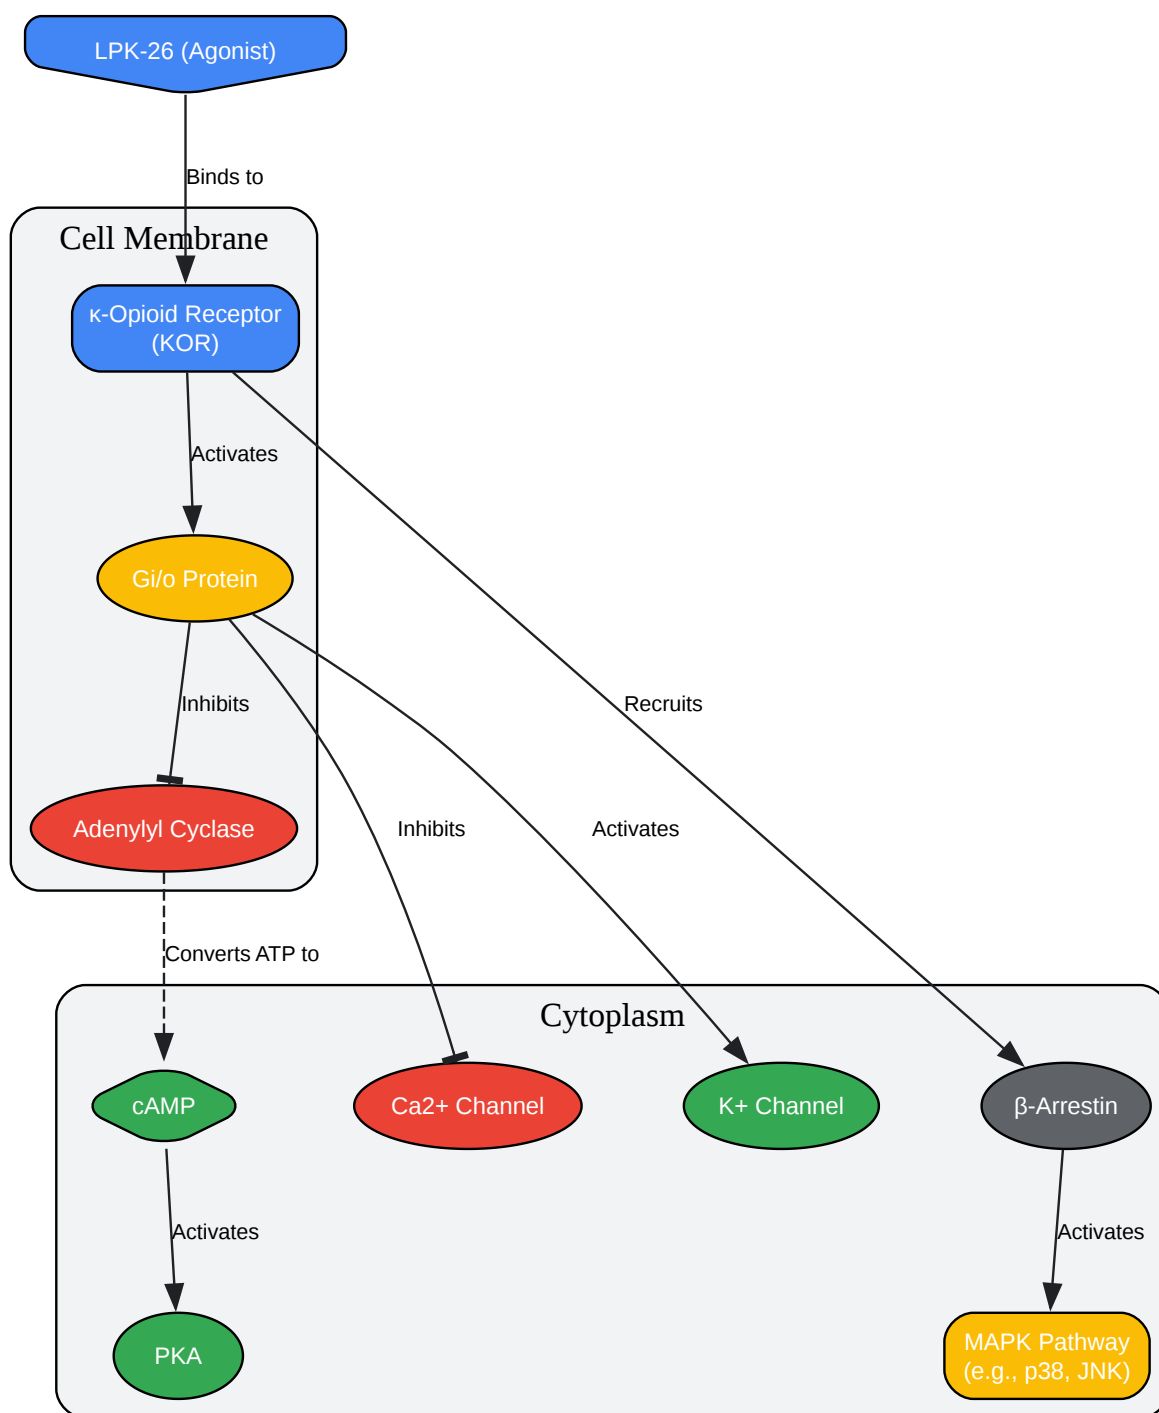 LPK-26 (Agonist)
Binds to
Cell Membrane
κ-Opioid Receptor
(KOR)
Activates
Gi/o Protein
Inhibits
Recruits
Adenylyl Cyclase
Inhibits
Activates
Converts ATP to
Cytoplasm
cAMP
Ca2+ Channel
K+ Channel
β-Arrestin
Activates
Activates
PKA
MAPK Pathway
(e.g., p38, JNK)